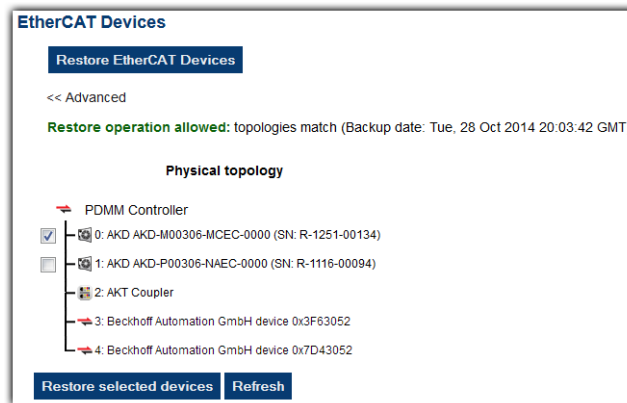 EtherCAT Devices
Restore EtherCAT Devices
<< Advanced
Restore operation allowed: topologies match (Backup date: Tue, 28 Oct 2014 20:03:42 GMT
Physical topology
PDMM Controller
0: AKD AKD-M00306-MCEC-0000 (SN: R-1251-00134)
1: AKD AKD-P00306-NAEC-0000 (SN: R-1116-00094)
2: AKT Coupler
3: Beckhoff Automation GmbH device 0x3F63052
4: Beckhoff Automation GmbH device 0x7D43052
Restore selected devices Refresh